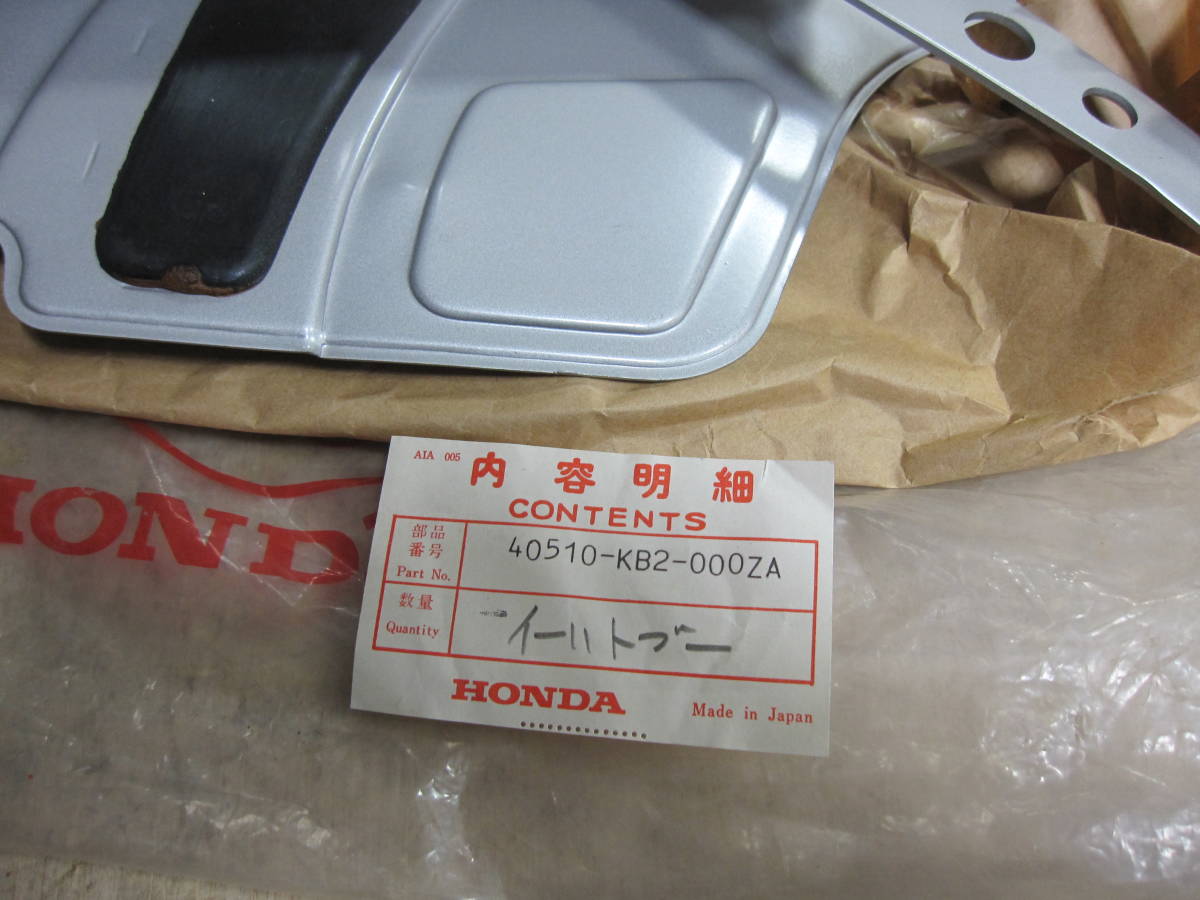 HONDA
AIA 005
内容明細
CONTENTS
部品
番号
Part No.
40510-KB2-000ZA
数量
Quantity
イーハトブー
HONDA
Made in Japan